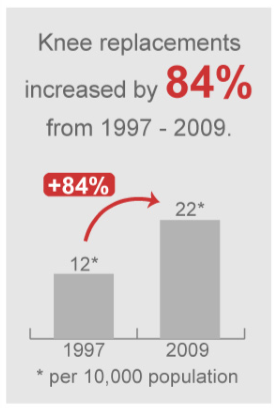 Knee replacements
increased by 84%
from 1997 - 2009.
+84%
22*
12*
1997 2009
* per 10,000 population